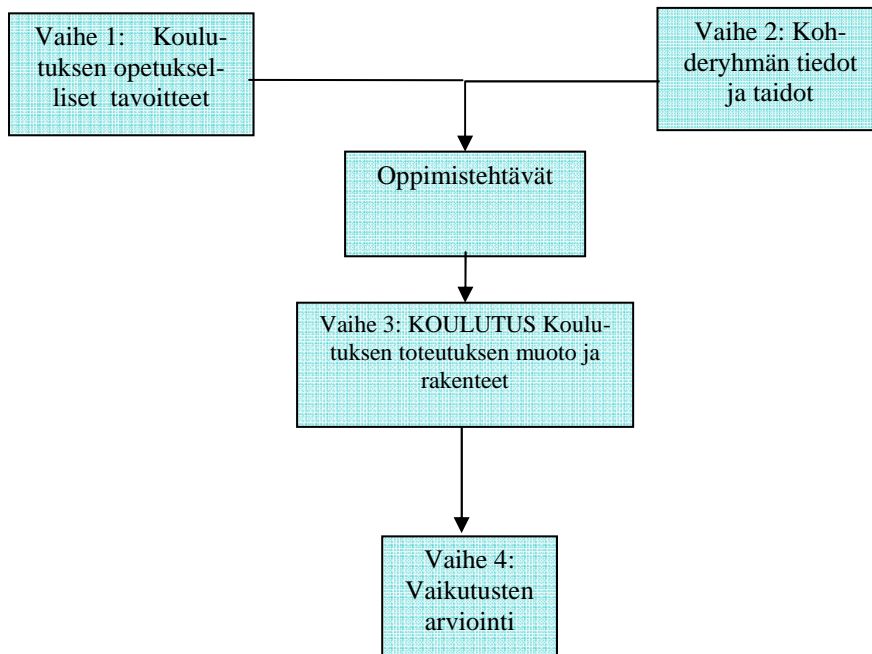 Vaihe 1: Koulu-
tuksen opetuksel-
liset tavoitteet
Vaihe 2: Koh-
deryhmän tiedot
ja taidot
Oppimistehtävät
Vaihe 3: KOULUTUS Koulu-
tuksen toteutuksen muoto ja
rakenteet
Vaihe 4:
Vaikutusten
arviointi